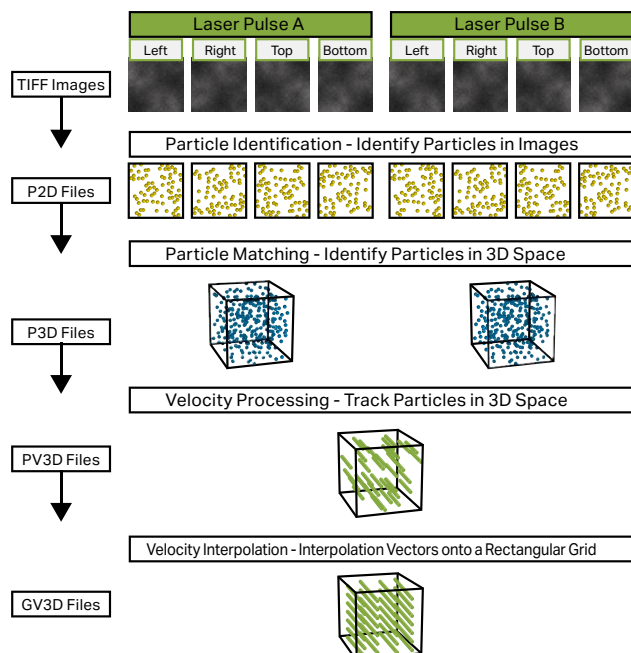 Laser Pulse A
Laser Pulse B
Left
Right
Top
Bottom
Left
Right
Top
Bottom
TIFF Images
Particle Identification - Identify Particles in Images
P2D Files
Particle Matching - Identify Particles in 3D Space
P3D Files
Velocity Processing - Track Particles in 3D Space
PV3D Files
Velocity Interpolation - Interpolation Vectors onto a Rectangular Grid
GV3D Files